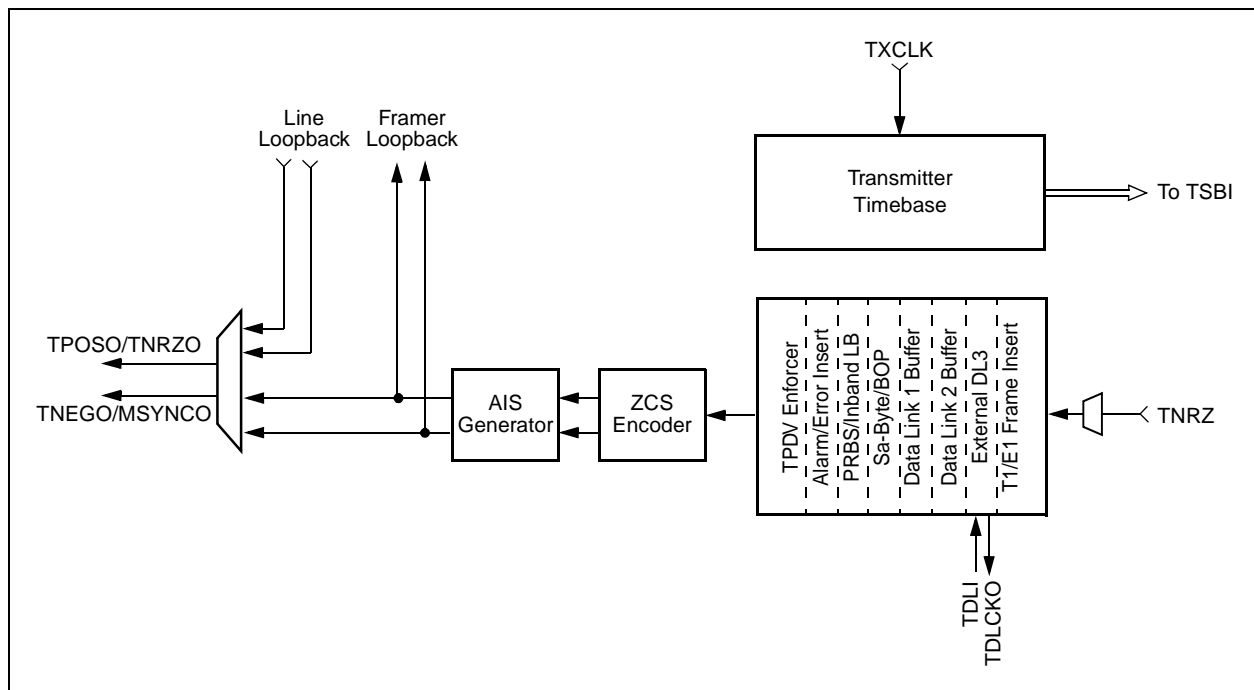 TXCLK
Line
Loopback
Framer
Loopback
Transmitter
Timebase
To TSBI
TPOSO/TNRZO
TNEGO/MSYNCO
AIS
Generator
ZCS
Encoder
TPDV Enforcer
Alarm/Error Insert
PRBS/Inband LB
Sa-Byte/BOP
Data Link 1 Buffer
Data Link 2 Buffer
External DL3
T1/E1 Frame Insert
TNRZ
TDLI
TDLCKO